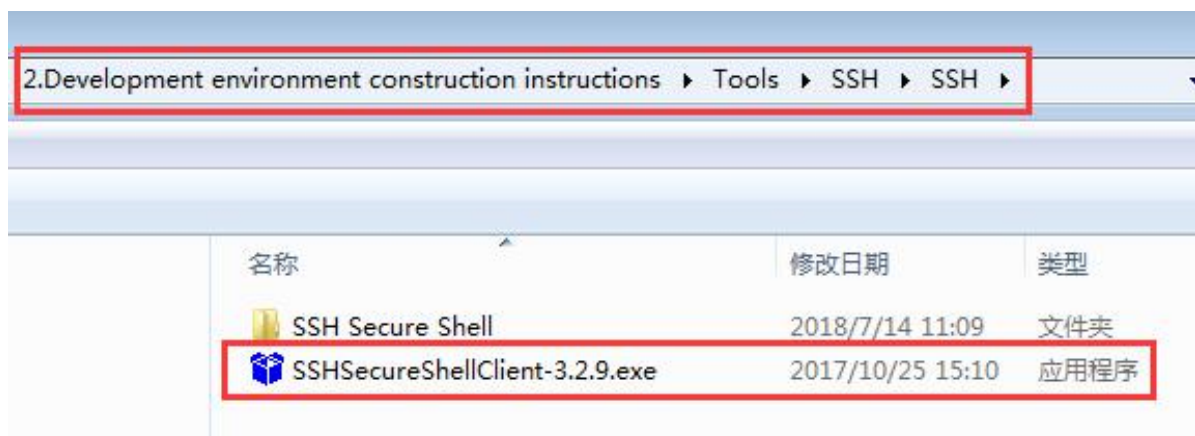 2.Development environment construction instructions ▸ Tools ▸ SSH ▸ SSH ▸
名称 修改日期 类型
SSH Secure Shell 2018/7/14 11:09 文件夹
SSHSecureShellClient-3.2.9.exe 2017/10/25 15:10 应用程序